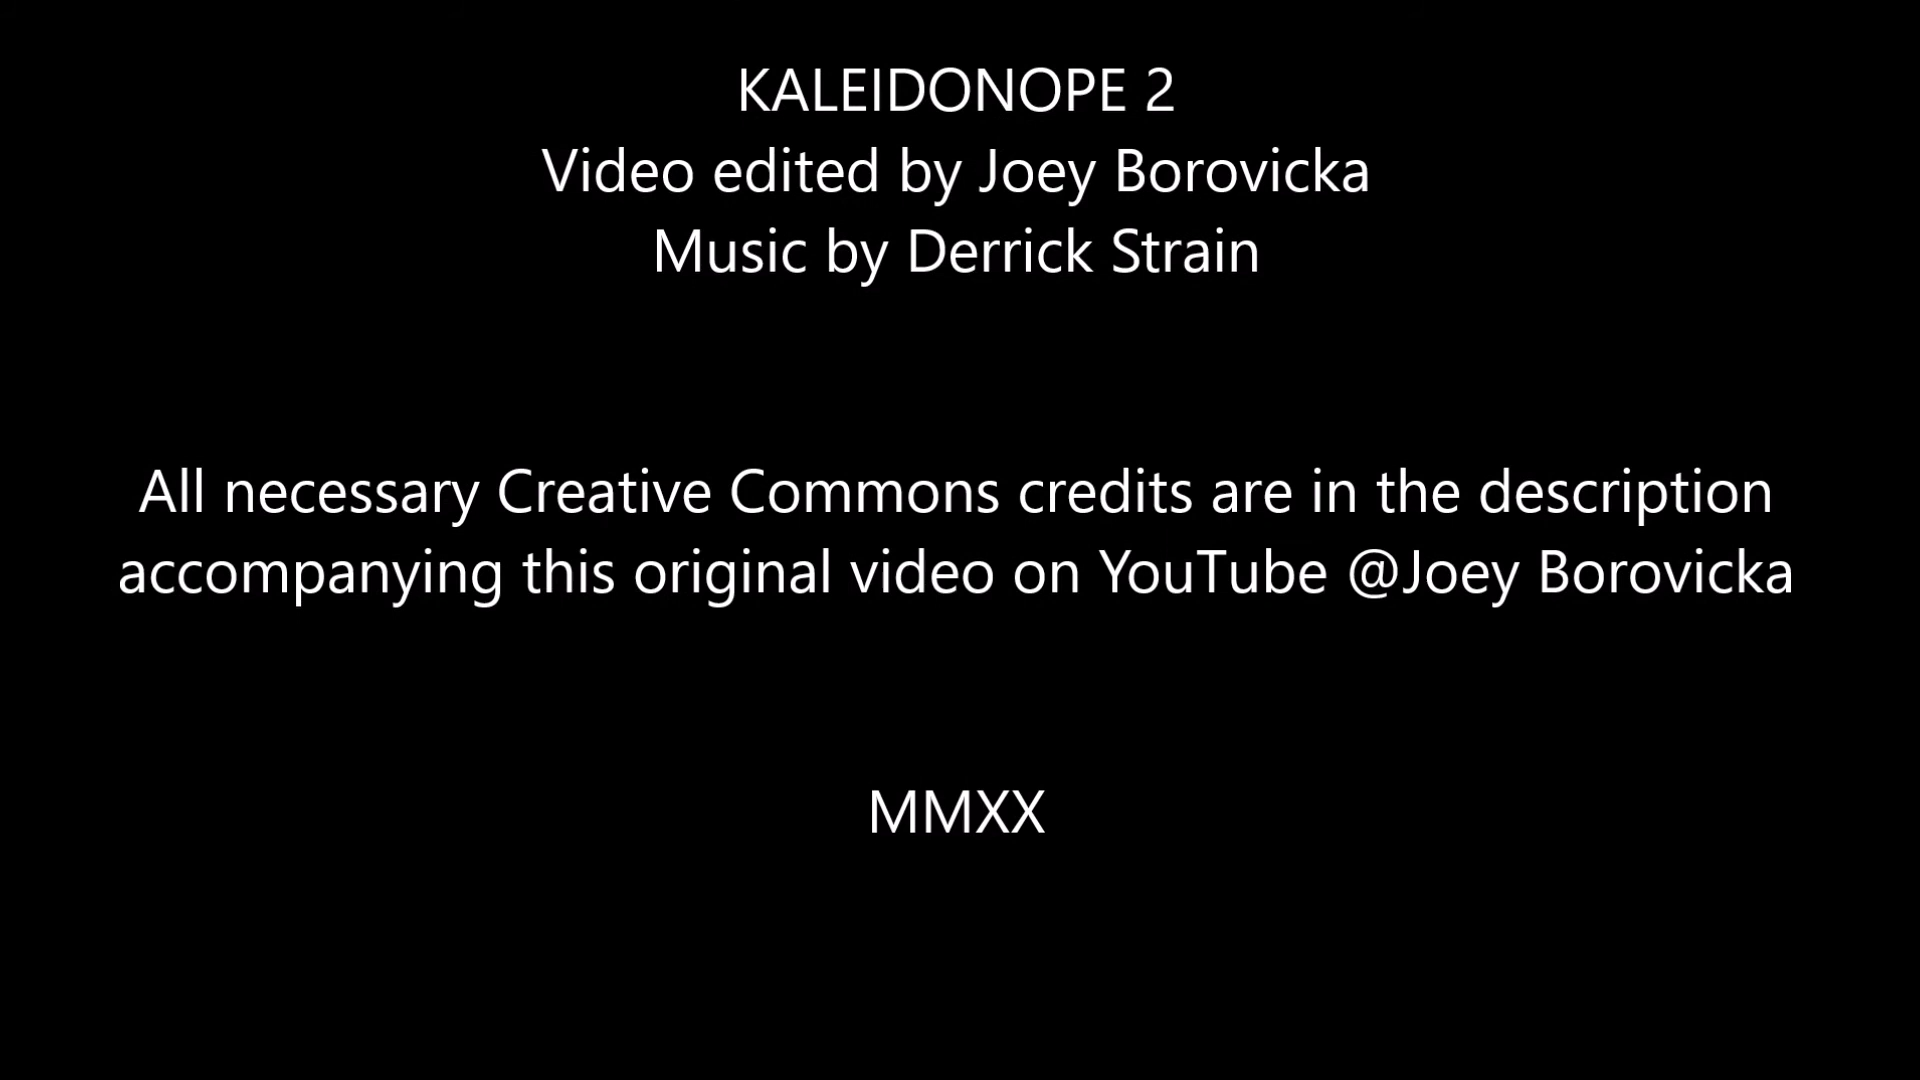 KALEIDONOPE 2
Video edited by Joey Borovicka
Music by Derrick Strain
All necessary Creative Commons credits are in the description
accompanying this original video on YouTube @Joey Borovicka
MMXX